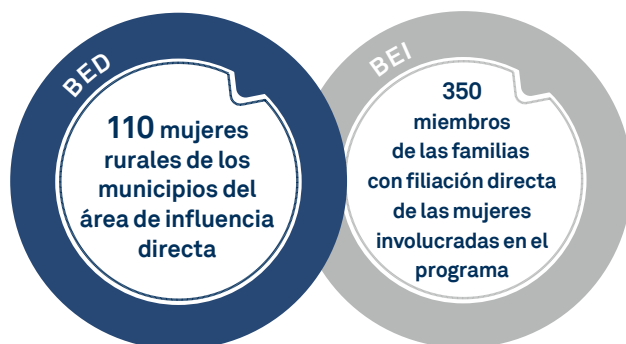 BED
110 mujeres
rurales de los
municipios del
área de influencia
directa
BEI
350
miembros
de las familias
con filiación directa
de las mujeres
involucradas en el
programa